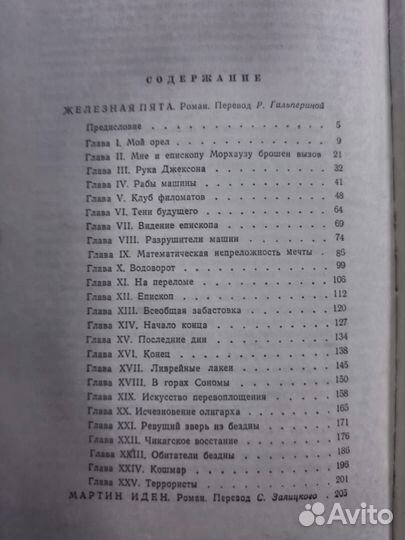 СОДЕРЖАНИЕ
ЖЕЛЕЗНАЯ ПЯТА. Роман. Перевод Р. Гальпериной
Предисловие . . . . . . . . . . 5
Глава I. Мой орел . . . . . . . . . 9
Глава II. Мне и епископу Морхаузу брошен вызов 21
Глава III. Рука Джексона . . . . . . . 32
Глава IV. Рабы машины . . . . . . . 41
Глава V. Клуб филоматов . . . . . . . 48
Глава VI. Тени будущего . . . . . . . 64
Глава VII. Видение епископа . . . . . . 69
Глава VIII. Разрушители машин . . . . . 74
Глава IX. Математическая непреложность мечты . 86
Глава X. Водоворот . . . . . . . . 99
Глава XI. На переломе . . . . . . . 106
Глава XII. Епископ . . . . . . . . 112
Глава XIII. Всеобщая забастовка . . . . . 120
Глава XIV. Начало конца . . . . . . . 127
Глава XV. Последние дни . . . . . . . 134
Глава XVI. Конец . . . . . . . . . 138
Глава XVII. Ливрейные лакеи . . . . . . 145
Глава XVIII. В горах Сономы . . . . . . 150
Глава XIX. Искусство перевоплощения . . . . 158
Глава XX. Исчезновение олигарха . . . . . 165
Глава XXI. Ревущий зверь из бездны . . . . 171
Глава XXII. Чикагское восстание . . . . . 176
Глава XXIII. Обитатели бездны . . . . . 186
Глава XXIV. Кошмар . . . . . . . . 196
Глава XXV. Террористы . . . . . . . 201
МАРТИН ИДЕН. Роман. Перевод С. Заяицкого . 205
Avito